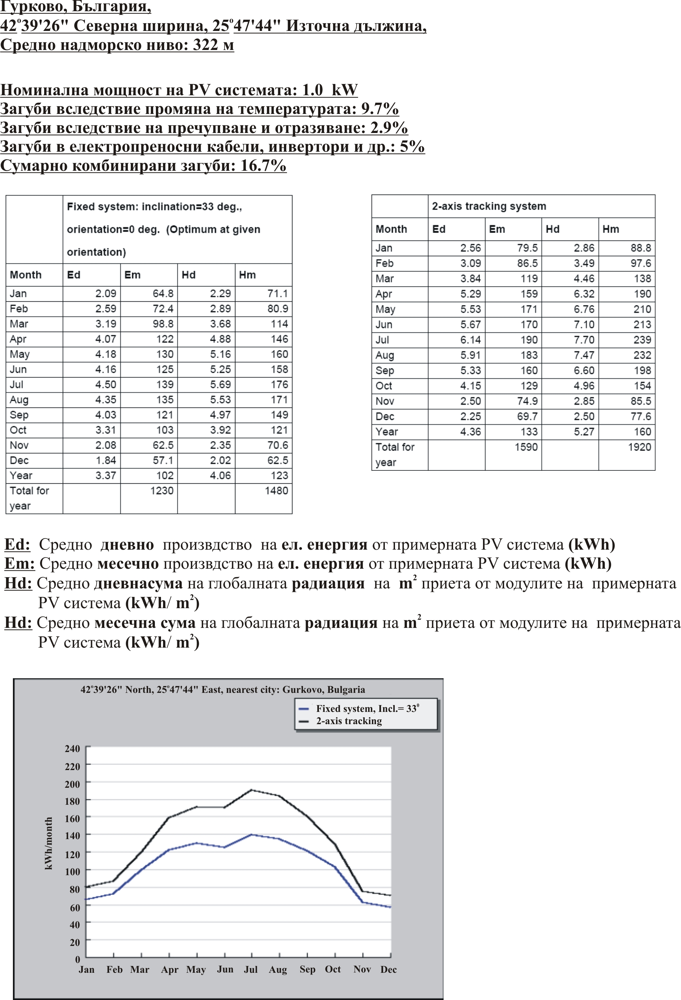 Гурково, България,
42º39'26" Северна ширина, 25º47'44" Източна дължина,
Средно надморско ниво: 322 м
Номинална мощност на PV системата: 1.0 kW
Загуби вследствие промяна на температурата: 9.7%
Загуби вследствие на пречупване и отразяване: 2.9%
Загуби в електропреносни кабели, инвертори и др.: 5%
Сумарно комбинирани загуби: 16.7%
Fixed system: inclination=33 deg.,
orientation=0 deg. (Optimum at given
orientation)
Month Ed Em Hd Hm
Jan 2.09 64.8 2.29 71.1
Feb 2.59 72.4 2.89 80.9
Mar 3.19 98.8 3.68 114
Apr 4.07 122 4.88 146
May 4.18 130 5.16 160
Jun 4.16 125 5.25 158
Jul 4.50 139 5.69 176
Aug 4.35 135 5.53 171
Sep 4.03 121 4.97 149
Oct 3.31 103 3.92 121
Nov 2.08 62.5 2.35 70.6
Dec 1.84 57.1 2.02 62.5
Year 3.37 102 4.06 123
Total for 1230 1480
year
2-axis tracking system
Month Ed Em Hd Hm
Jan 2.56 79.5 2.86 88.8
Feb 3.09 86.5 3.49 97.6
Mar 3.84 119 4.46 138
Apr 5.29 159 6.32 190
May 5.53 171 6.76 210
Jun 5.67 170 7.10 213
Jul 6.14 190 7.70 239
Aug 5.91 183 7.47 232
Sep 5.33 160 6.60 198
Oct 4.15 129 4.96 154
Nov 2.50 74.9 2.85 85.5
Dec 2.25 69.7 2.50 77.6
Year 4.36 133 5.27 160
Total for 1590 1920
year
Ed: Средно дневно произвдство на ел. енергия от примерната PV система (kWh)
Em: Средно месечно произвдство на ел. енергия от примерната PV система (kWh)
Hd: Средно дневнасума на глобалната радиация на m² приета от модулите на примерната
PV система (kWh/ m²)
Hd: Средно месечна сума на глобалната радиация на m² приета от модулите на примерната
PV система (kWh/ m²)
42º39'26" North, 25º47'44" East, nearest city: Gurkovo, Bulgaria
Fixed system, Incl.= 33⁰
2-axis tracking
kWh/month
240
220
200
180
160
140
120
100
80
60
40
20
0
Jan Feb Mar Apr May Jun Jul Aug Sep Oct Nov Dec